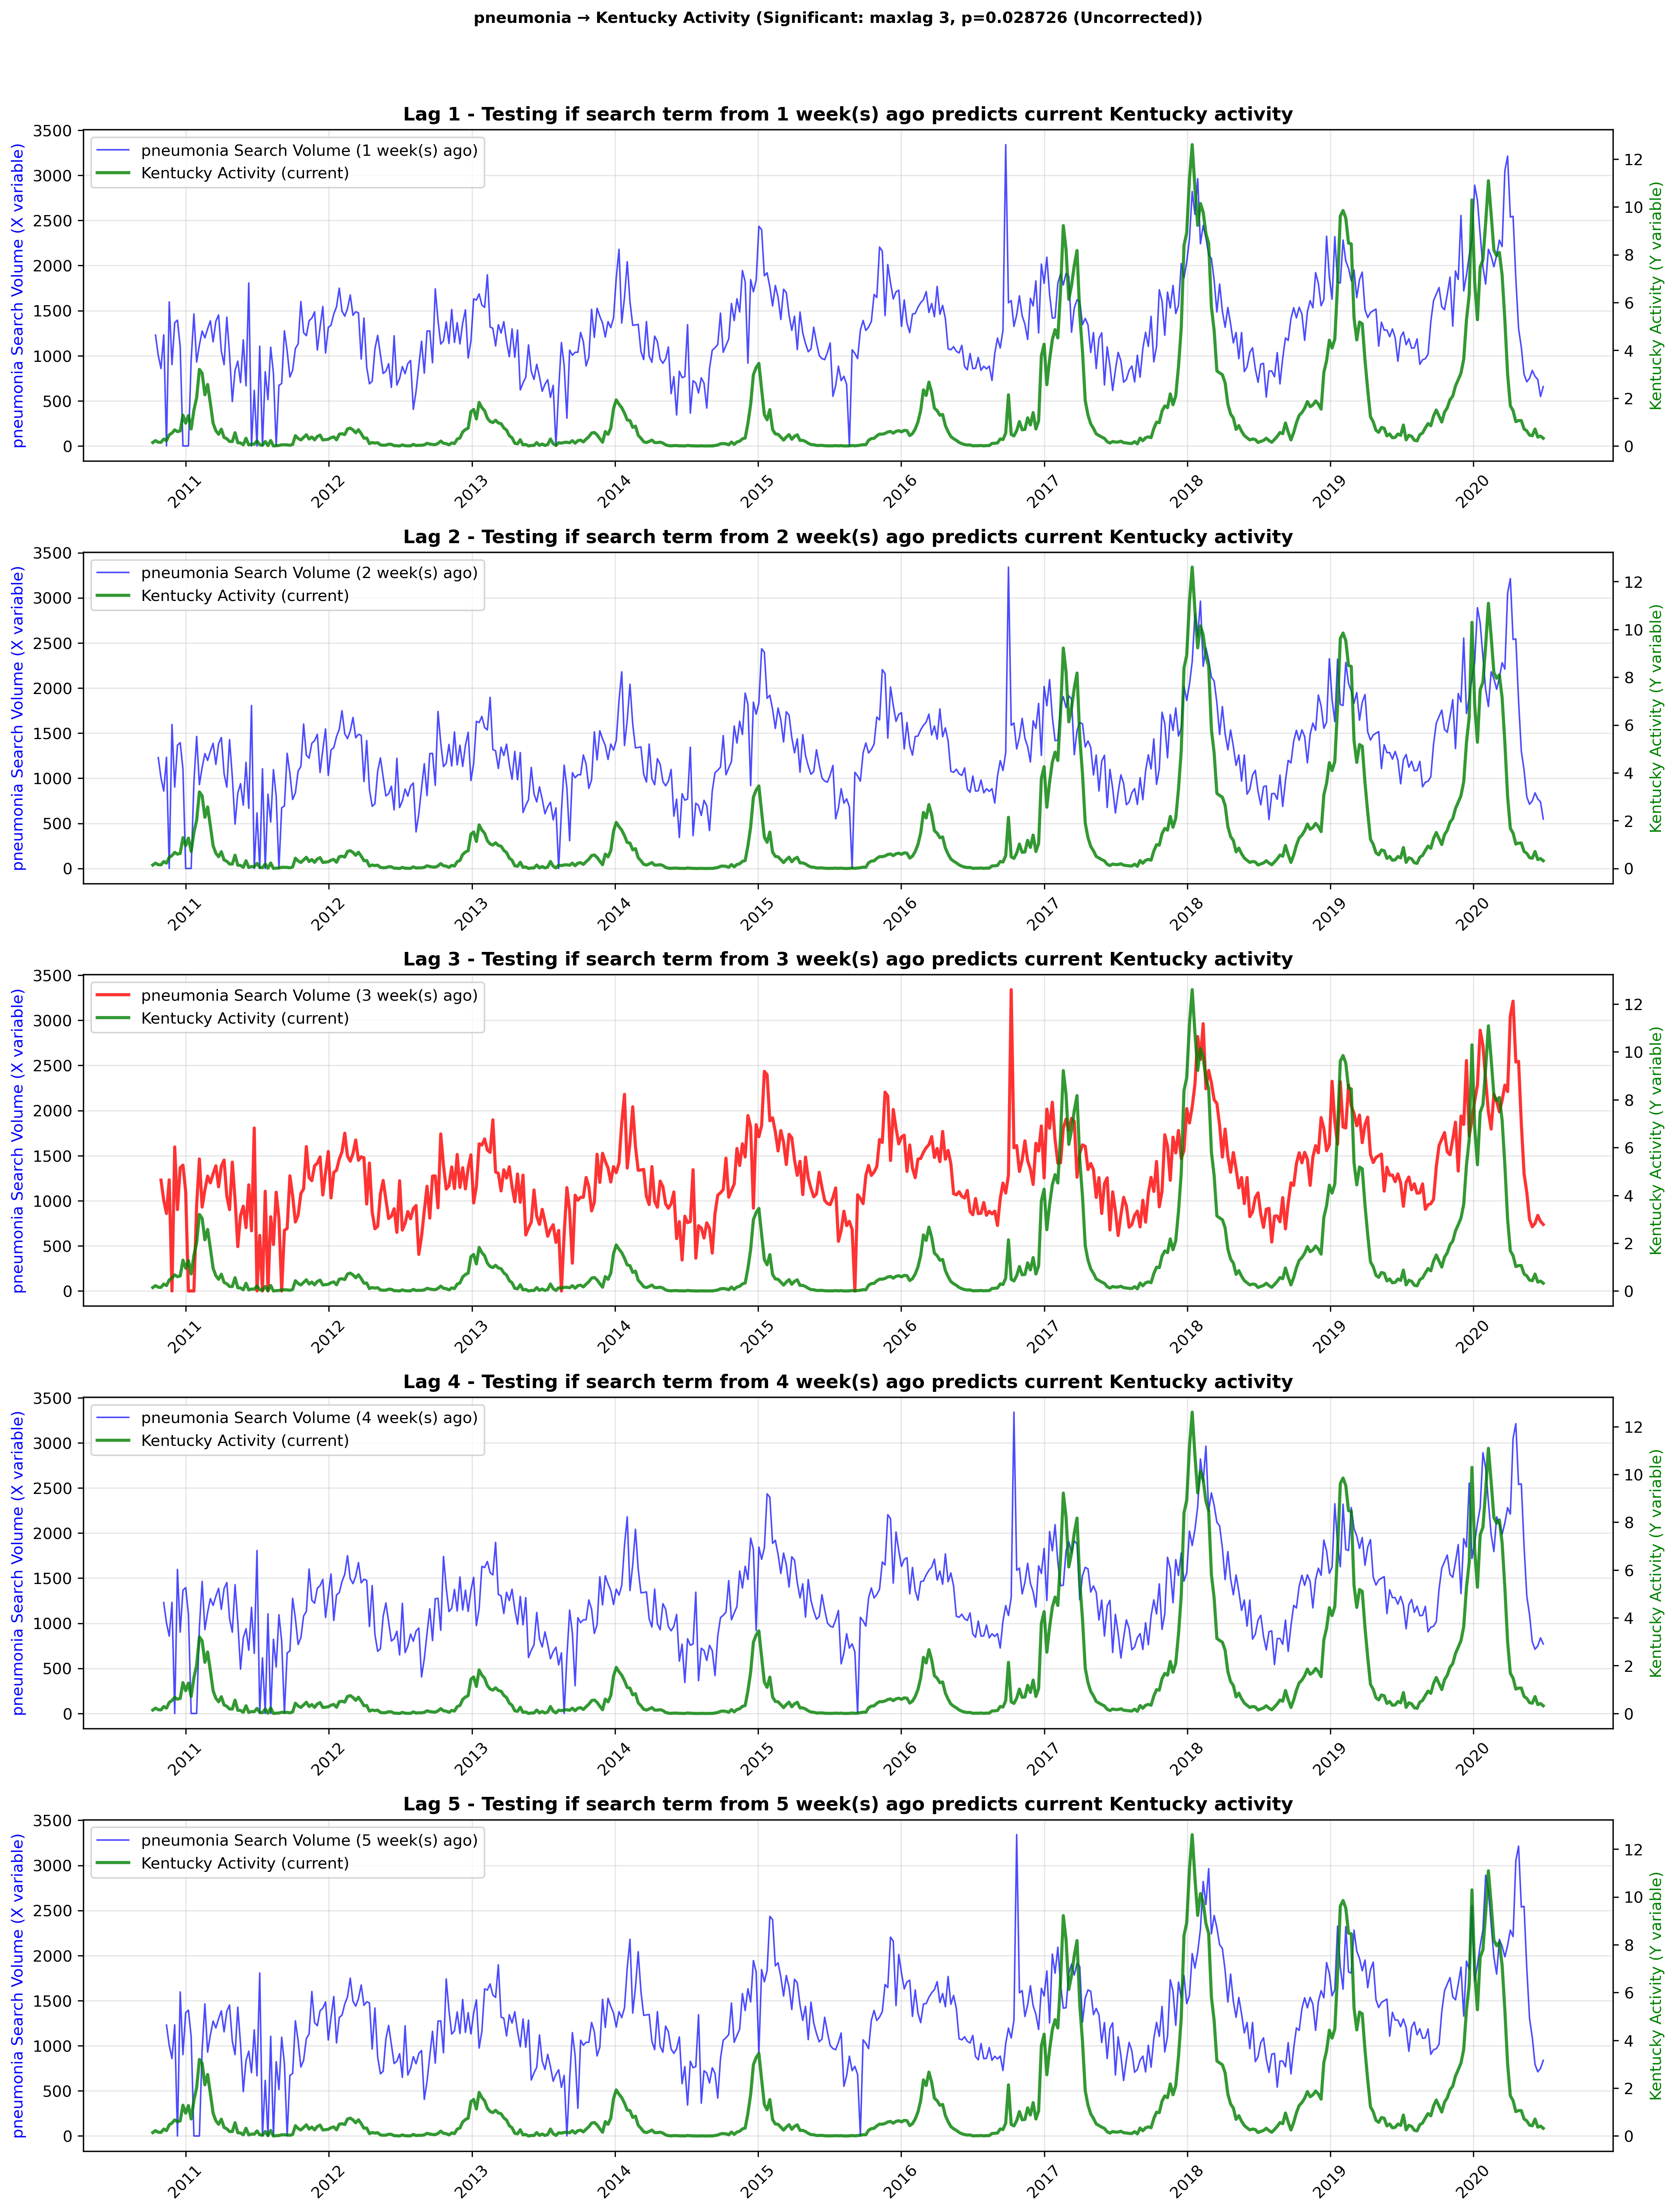 pneumonia → Kentucky Activity (Significant: maxlag 3, p=0.028726 (Uncorrected))
Lag 1 - Testing if search term from 1 week(s) ago predicts current Kentucky activity
pneumonia Search Volume (X variable)
3500
3000
2500
2000
1500
1000
500
0
pneumonia Search Volume (1 week(s) ago)
Kentucky Activity (current)
12
10
8
6
4
2
0
Kentucky Activity (Y variable)
2011 2012 2013 2014 2015 2016 2017 2018 2019 2020
Lag 2 - Testing if search term from 2 week(s) ago predicts current Kentucky activity
pneumonia Search Volume (X variable)
3500
3000
2500
2000
1500
1000
500
0
pneumonia Search Volume (2 week(s) ago)
Kentucky Activity (current)
12
10
8
6
4
2
0
Kentucky Activity (Y variable)
2011 2012 2013 2014 2015 2016 2017 2018 2019 2020
Lag 3 - Testing if search term from 3 week(s) ago predicts current Kentucky activity
pneumonia Search Volume (X variable)
3500
3000
2500
2000
1500
1000
500
0
pneumonia Search Volume (3 week(s) ago)
Kentucky Activity (current)
12
10
8
6
4
2
0
Kentucky Activity (Y variable)
2011 2012 2013 2014 2015 2016 2017 2018 2019 2020
Lag 4 - Testing if search term from 4 week(s) ago predicts current Kentucky activity
pneumonia Search Volume (X variable)
3500
3000
2500
2000
1500
1000
500
0
pneumonia Search Volume (4 week(s) ago)
Kentucky Activity (current)
12
10
8
6
4
2
0
Kentucky Activity (Y variable)
2011 2012 2013 2014 2015 2016 2017 2018 2019 2020
Lag 5 - Testing if search term from 5 week(s) ago predicts current Kentucky activity
pneumonia Search Volume (X variable)
3500
3000
2500
2000
1500
1000
500
0
pneumonia Search Volume (5 week(s) ago)
Kentucky Activity (current)
12
10
8
6
4
2
0
Kentucky Activity (Y variable)
2011 2012 2013 2014 2015 2016 2017 2018 2019 2020